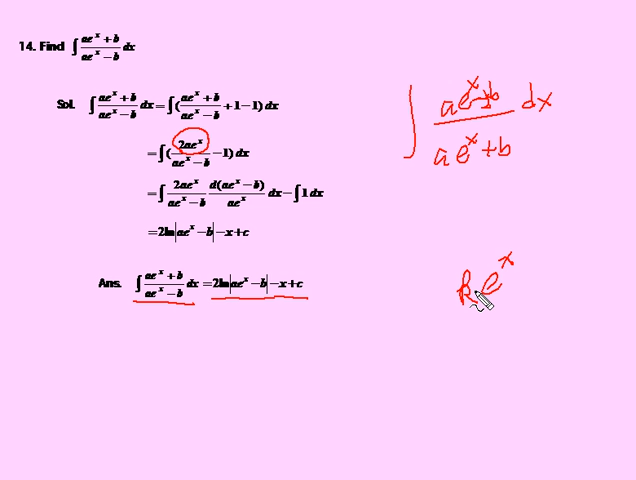 14. Find ∫ (ae^x + b)/(ae^x − b) dx
Sol. ∫ (ae^x + b)/(ae^x − b) dx = ∫ ((ae^x + b)/(ae^x − b) + 1 − 1) dx
= ∫ (2ae^x/(ae^x − b) − 1) dx
= ∫ 2ae^x/(ae^x − b) d(ae^x − b)/ae^x dx − ∫ 1 dx
= 2ln|ae^x − b| − x + c
Ans. ∫ (ae^x + b)/(ae^x − b) dx = 2ln|ae^x − b| − x + c
∫ (ae^x − b)/(ae^x + b) dx
k e^x